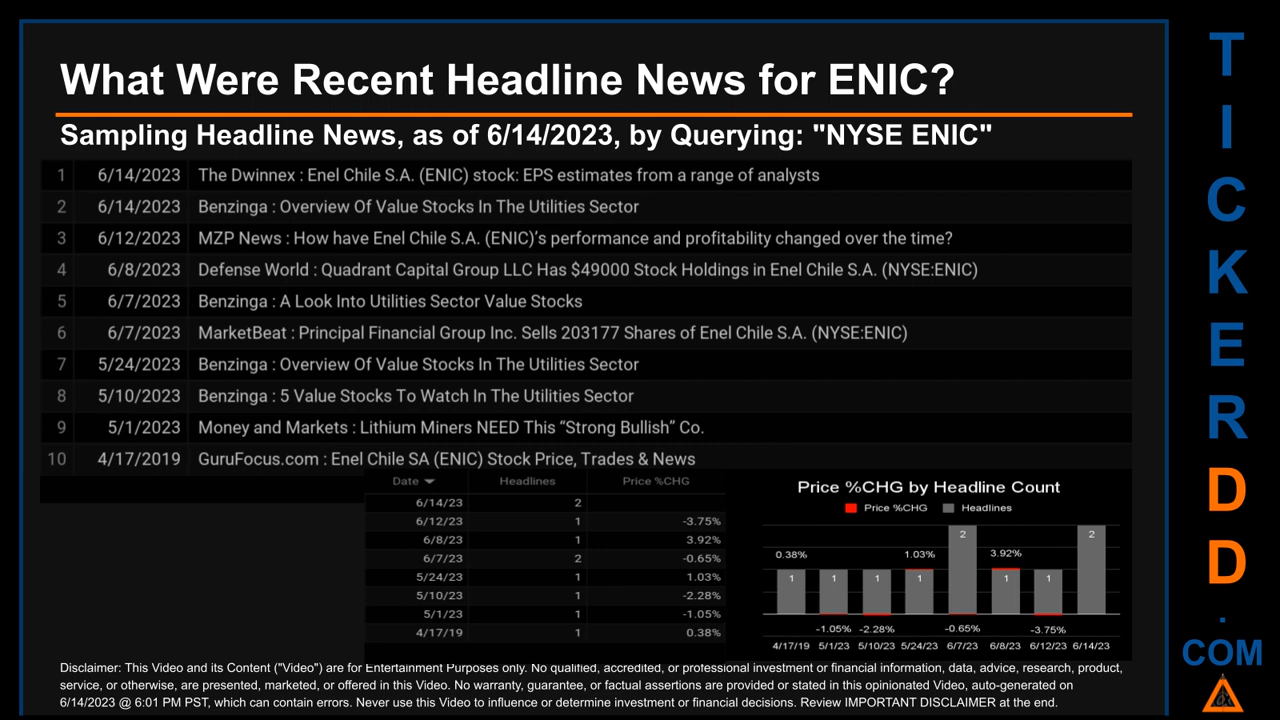 What Were Recent Headline News for ENIC?
Sampling Headline News, as of 6/14/2023, by Querying: "NYSE ENIC"
1 6/14/2023 The Dwinnex : Enel Chile S.A. (ENIC) stock: EPS estimates from a range of analysts
2 6/14/2023 Benzinga : Overview Of Value Stocks In The Utilities Sector
3 6/12/2023 MZP News : How have Enel Chile S.A. (ENIC)'s performance and profitability changed over the time?
4 6/8/2023 Defense World : Quadrant Capital Group LLC Has $49000 Stock Holdings in Enel Chile S.A. (NYSE:ENIC)
5 6/7/2023 Benzinga : A Look Into Utilities Sector Value Stocks
6 6/7/2023 MarketBeat : Principal Financial Group Inc. Sells 203177 Shares of Enel Chile S.A. (NYSE:ENIC)
7 5/24/2023 Benzinga : Overview Of Value Stocks In The Utilities Sector
8 5/10/2023 Benzinga : 5 Value Stocks To Watch In The Utilities Sector
9 5/1/2023 Money and Markets : Lithium Miners NEED This “Strong Bullish” Co.
10 4/17/2019 GuruFocus.com : Enel Chile SA (ENIC) Stock Price, Trades & News
Date Headlines Price %CHG
6/14/23 2
6/12/23 1 -3.75%
6/8/23 1 3.92%
6/7/23 2 -0.65%
5/24/23 1 1.03%
5/10/23 1 -2.28%
5/1/23 1 -1.05%
4/17/19 1 0.38%
Price %CHG by Headline Count
Price %CHG Headlines
2 2
0.38% 1.03% 3.92%
1 1 1 1 1 1
-1.05% -2.28% -0.65% -3.75%
4/17/19 5/1/23 5/10/23 5/24/23 6/7/23 6/8/23 6/12/23 6/14/23
Disclaimer: This Video and its Content ("Video") are for Entertainment Purposes only. No qualified, accredited, or professional investment or financial information, data, advice, research, product,
service, or otherwise, are presented, marketed, or offered in this Video. No warranty, guarantee, or factual assertions are provided or stated in this opinionated Video, auto-generated on
6/14/2023 @ 6:01 PM PST, which can contain errors. Never use this Video to influence or determine investment or financial decisions. Review IMPORTANT DISCLAIMER at the end.
T
I
C
K
E
R
D
D
.
COM